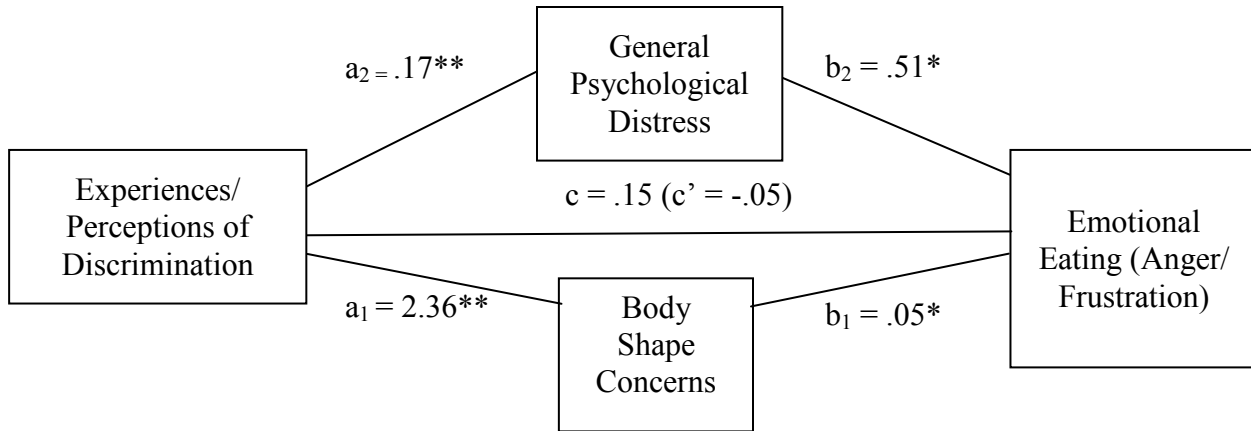 General
Psychological
Distress
a₂ = .17**
b₂ = .51*
Experiences/
Perceptions of
Discrimination
c = .15 (c’ = -.05)
Emotional
Eating (Anger/
Frustration)
a₁ = 2.36**
Body
Shape
Concerns
b₁ = .05*